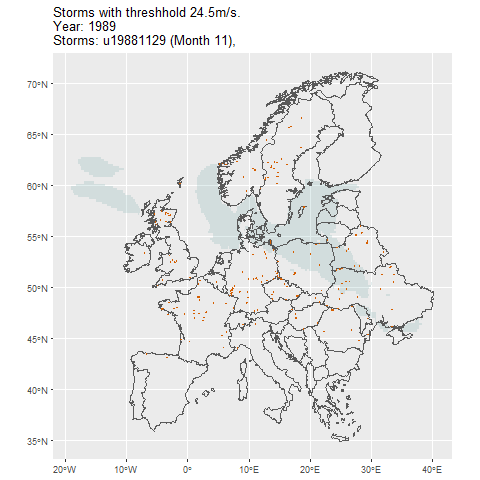 Storms with threshhold 24.5m/s.
Year: 1989
Storms: u19881129 (Month 11),
70°N
65°N
60°N
55°N
50°N
45°N
40°N
35°N
20°W
10°W
0°
10°E
20°E
30°E
40°E